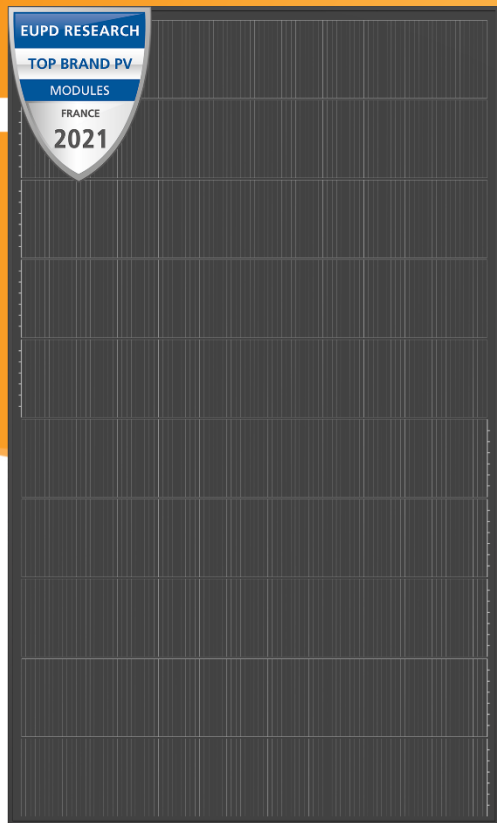 EUPD RESEARCH
TOP BRAND PV
MODULES
FRANCE
2021